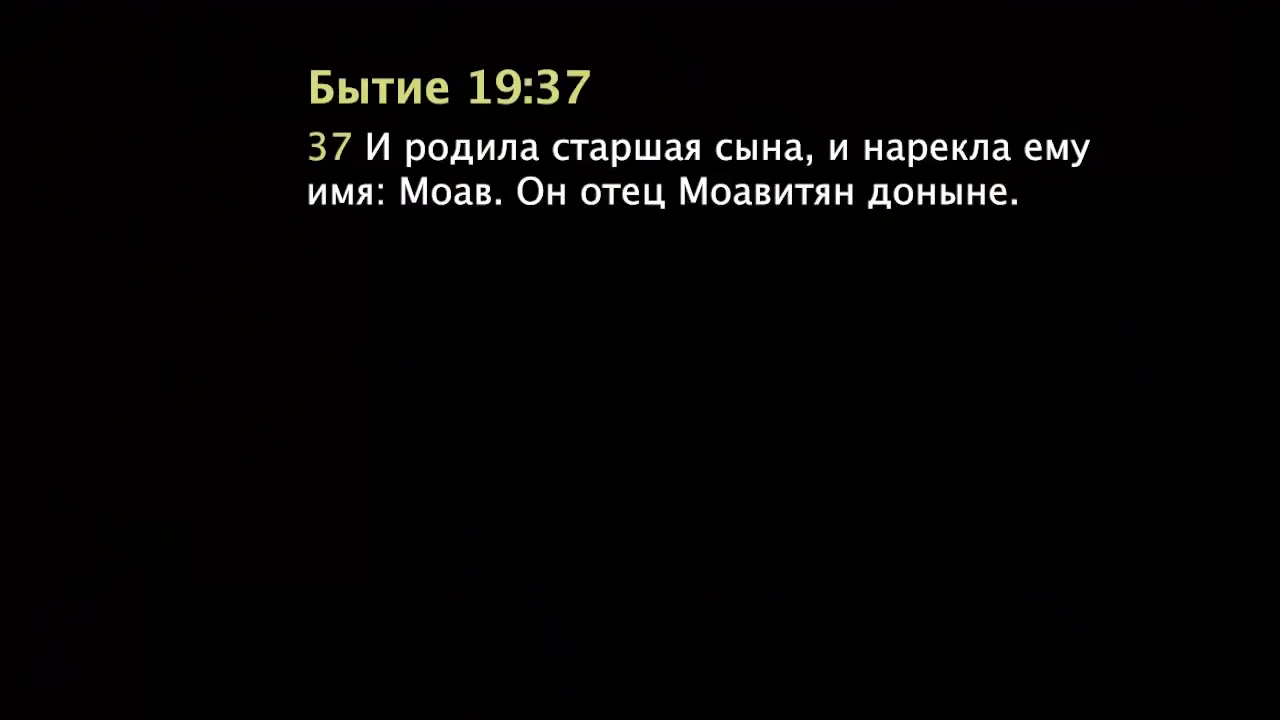 Бытие 19:37
37 И родила старшая сына, и нарекла ему
имя: Моав. Он отец Моавитян доныне.